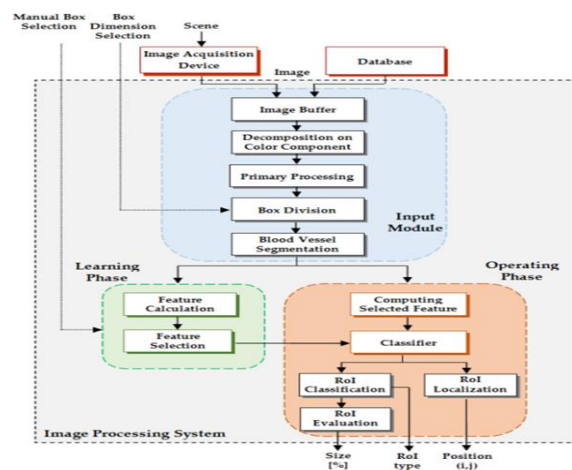 Manual Box
Selection
Box
Dimension
Selection
Scene
Image Acquisition
Device
Image
Database
Image Buffer
Decomposition on
Color Component
Primary Processing
Box Division
Input
Module
Blood Vessel
Segmentation
Learning
Phase
Operating
Phase
Feature
Calculation
Feature
Selection
Computing
Selected Feature
Classifier
RoI
Classification
RoI
Localization
RoI
Evaluation
Image Processing System
Size
[%]
RoI
type
Position
(i,j)